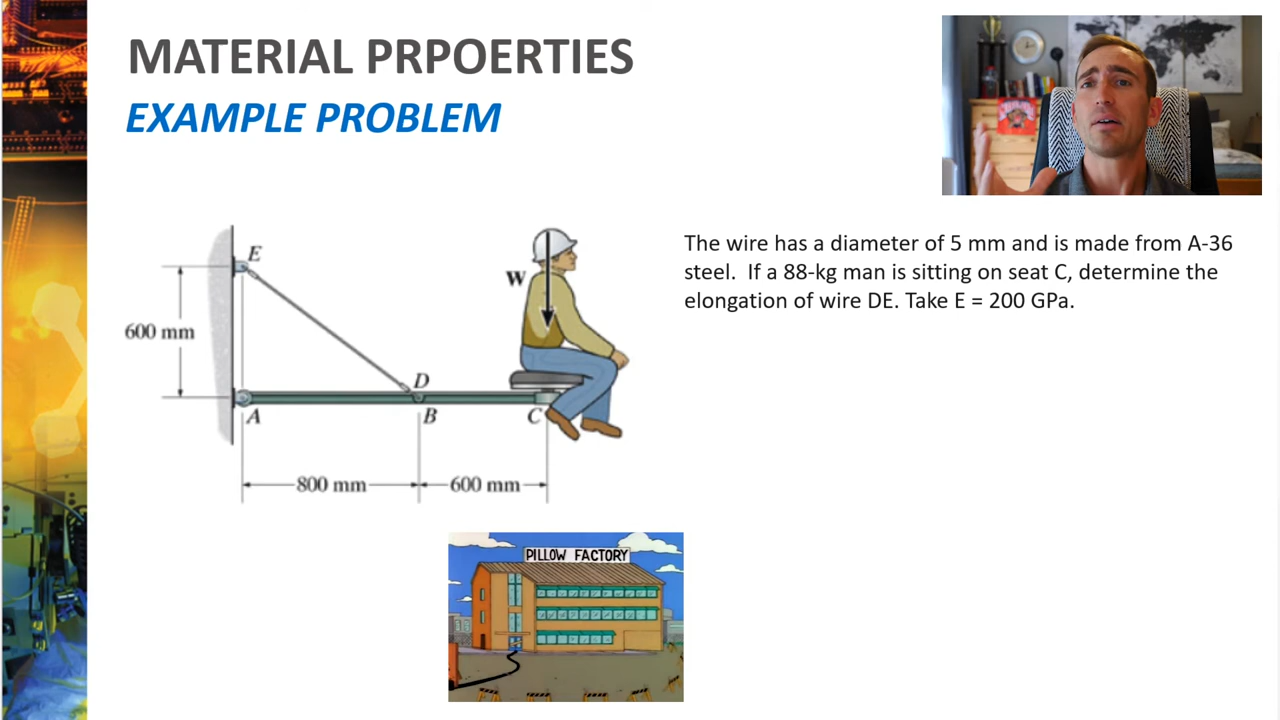 MATERIAL PRPOERTIES
EXAMPLE PROBLEM
The wire has a diameter of 5 mm and is made from A-36
steel. If a 88-kg man is sitting on seat C, determine the
elongation of wire DE. Take E = 200 GPa.
E
W
600 mm
D
A
B
C
800 mm
600 mm
PILLOW FACTORY